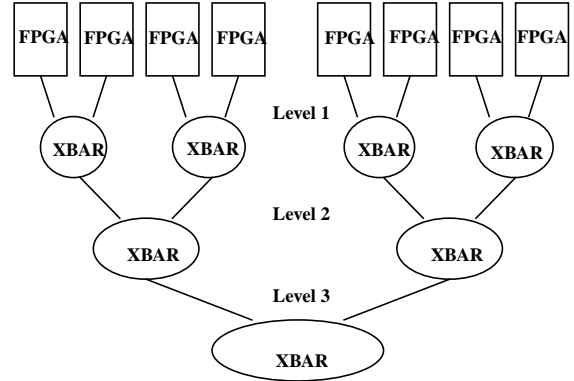 FPGA FPGA FPGA FPGA FPGA FPGA FPGA FPGA
Level 1
XBAR XBAR XBAR XBAR
Level 2
XBAR XBAR
Level 3
XBAR